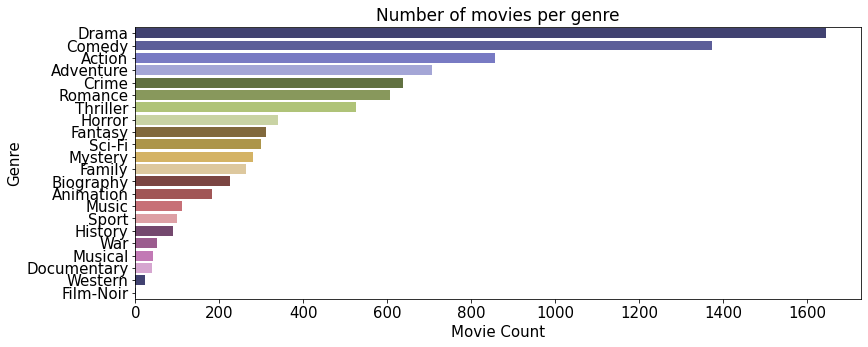 Number of movies per genre
Genre
Drama
Comedy
Action
Adventure
Crime
Romance
Thriller
Horror
Fantasy
Sci-Fi
Mystery
Family
Biography
Animation
Music
Sport
History
War
Musical
Documentary
Western
Film-Noir
0 200 400 600 800 1000 1200 1400 1600
Movie Count